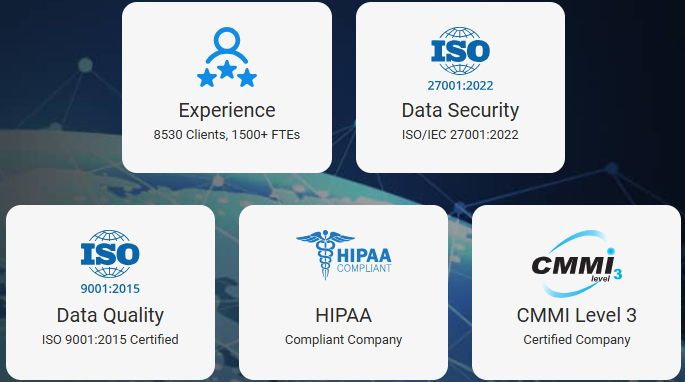 Experience
8530 Clients, 1500+ FTEs
ISO
27001:2022
Data Security
ISO/IEC 27001:2022
ISO
9001:2015
Data Quality
ISO 9001:2015 Certified
HIPAA
COMPLIANT
HIPAA
Compliant Company
CMMi
level 3
CMMI Level 3
Certified Company